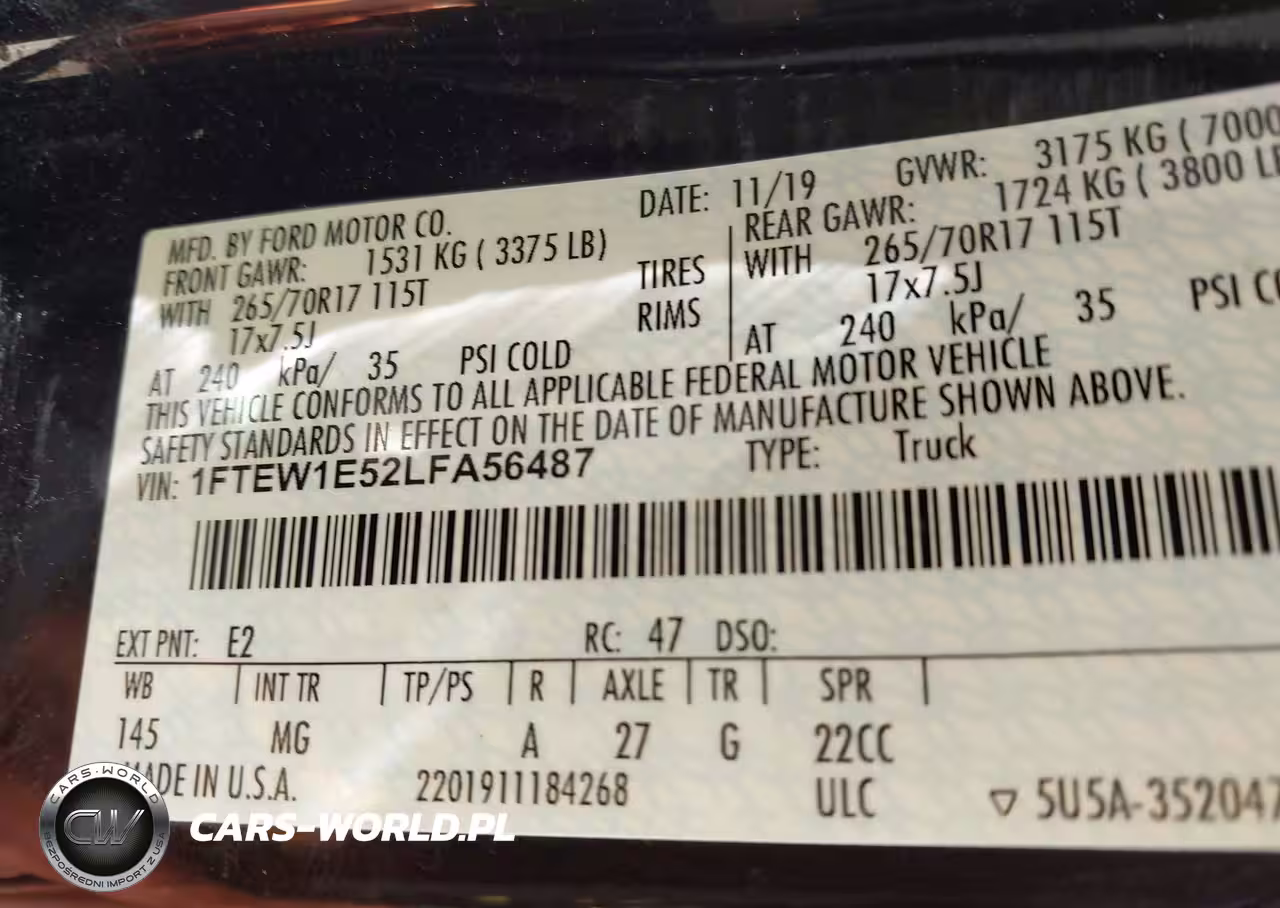 MFD. BY FORD MOTOR CO. DATE: 11/19 GVWR: 3175 KG ( 7000
FRONT GAWR: 1531 KG ( 3375 LB) REAR GAWR: 1724 KG ( 3800 LB
WITH 265/70R17 115T TIRES WITH 265/70R17 115T
17x7.5J RIMS 17x7.5J
AT 240 kPa/ 35 PSI COLD AT 240 kPa/ 35 PSI CO
THIS VEHICLE CONFORMS TO ALL APPLICABLE FEDERAL MOTOR VEHICLE
SAFETY STANDARDS IN EFFECT ON THE DATE OF MANUFACTURE SHOWN ABOVE.
VIN: 1FTEW1E52LFA56487 TYPE: Truck
EXT PNT: E2 RC: 47 DSO:
WB INT TR TP/PS R AXLE TR SPR
145 MG A 27 G 22CC
MADE IN U.S.A. 2201911184268 ULC ▽ 5U5A-352047
CARS-WORLD
CW
BEZPOŚREDNI IMPORT Z USA
CARS-WORLD.PL